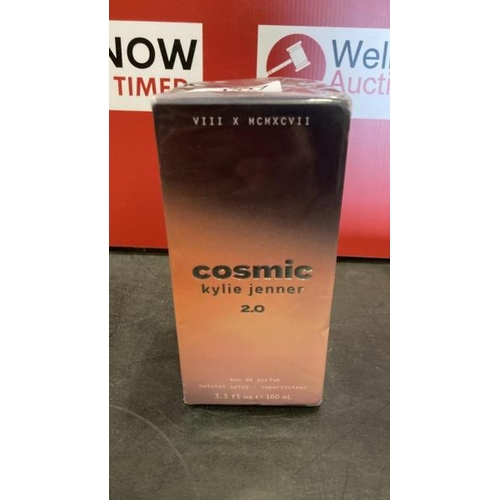 NOW
TIMED
Well
Aucti
VIII X MCMXCVII
cosmic
kylie jenner
2.0
eau de parfum
natural spray - vaporisateur
3.3 fl oz e 100 mL